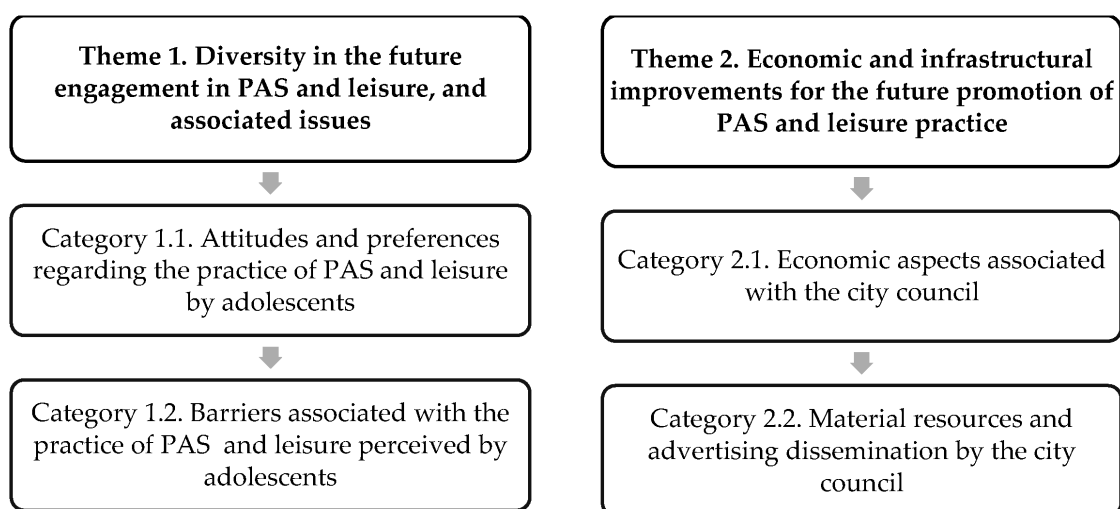 Theme 1. Diversity in the future
engagement in PAS and leisure, and
associated issues
Category 1.1. Attitudes and preferences
regarding the practice of PAS and leisure
by adolescents
Category 1.2. Barriers associated with the
practice of PAS and leisure perceived by
adolescents
Theme 2. Economic and infrastructural
improvements for the future promotion of
PAS and leisure practice
Category 2.1. Economic aspects associated
with the city council
Category 2.2. Material resources and
advertising dissemination by the city
council